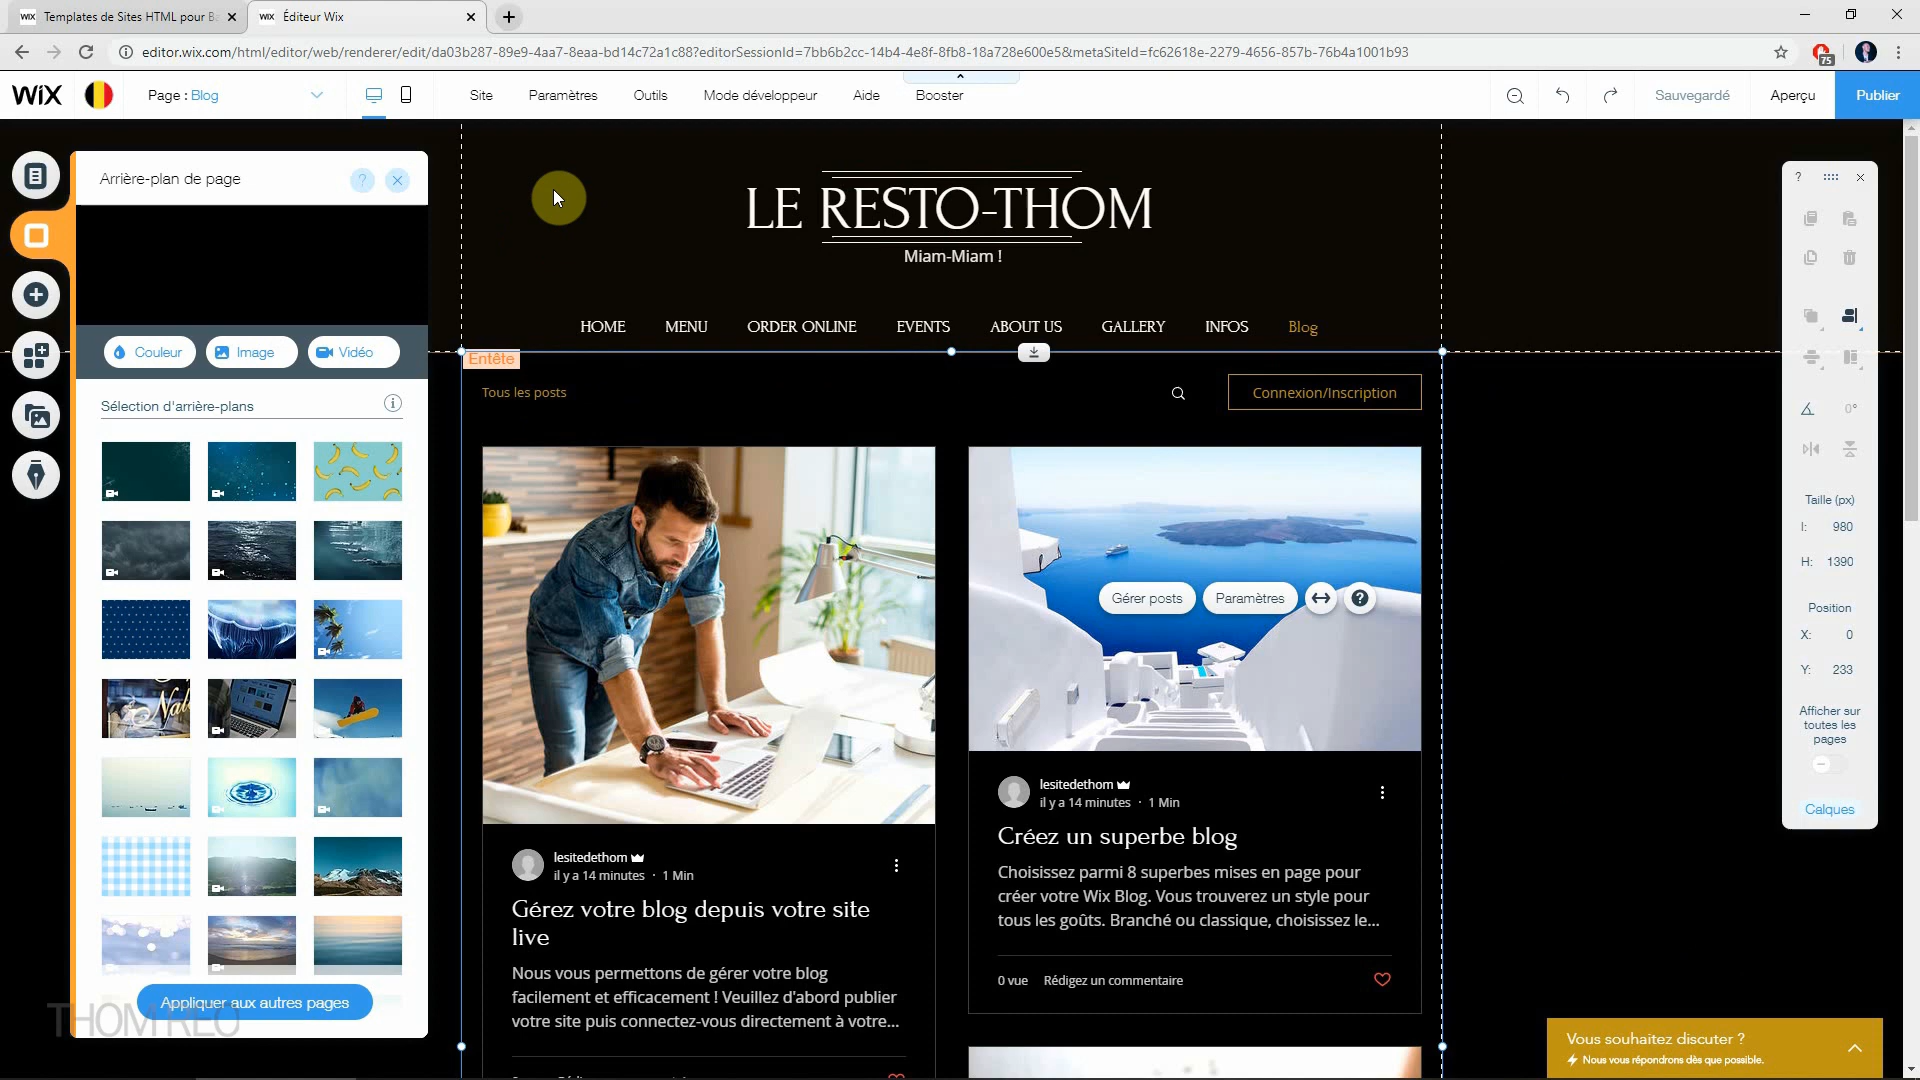 WIX Templates de Sites HTML pour Ba
WIX Éditeur Wix
editor.wix.com/html/editor/web/renderer/edit/da03b287-89e9-4aa7-8eaa-bd14c72a1c88?editorSessionId=7bb6b2cc-14b4-4e8f-8fb8-18a728e600e5&metaSiteId=fc62618e-2279-4656-857b-76b4a1001b93
75
WIX Page : Blog Site Paramètres Outils Mode développeur Aide Booster Sauvegardé Aperçu Publier
Arrière-plan de page ?
Couleur Image Vidéo
Sélection d'arrière-plans
Appliquer aux autres pages
THOM REO
LE RESTO-THOM
Miam-Miam !
HOME MENU ORDER ONLINE EVENTS ABOUT US GALLERY INFOS Blog
Entête
Tous les posts
Connexion/Inscription
Gérer posts Paramètres ?
lesitedethom
il y a 14 minutes · 1 Min
Gérez votre blog depuis votre site
live
Nous vous permettons de gérer votre blog
facilement et efficacement ! Veuillez d'abord publier
votre site puis connectez-vous directement à votre...
lesitedethom
il y a 14 minutes · 1 Min
Créez un superbe blog
Choisissez parmi 8 superbes mises en page pour
créer votre Wix Blog. Vous trouverez un style pour
tous les goûts. Branché ou classique, choisissez le...
0 vue Rédigez un commentaire
?
0°
Taille (px)
l: 980
H: 1390
Position
X: 0
Y: 233
Afficher sur
toutes les
pages
Calques
Vous souhaitez discuter ?
Nous vous répondrons dès que possible.